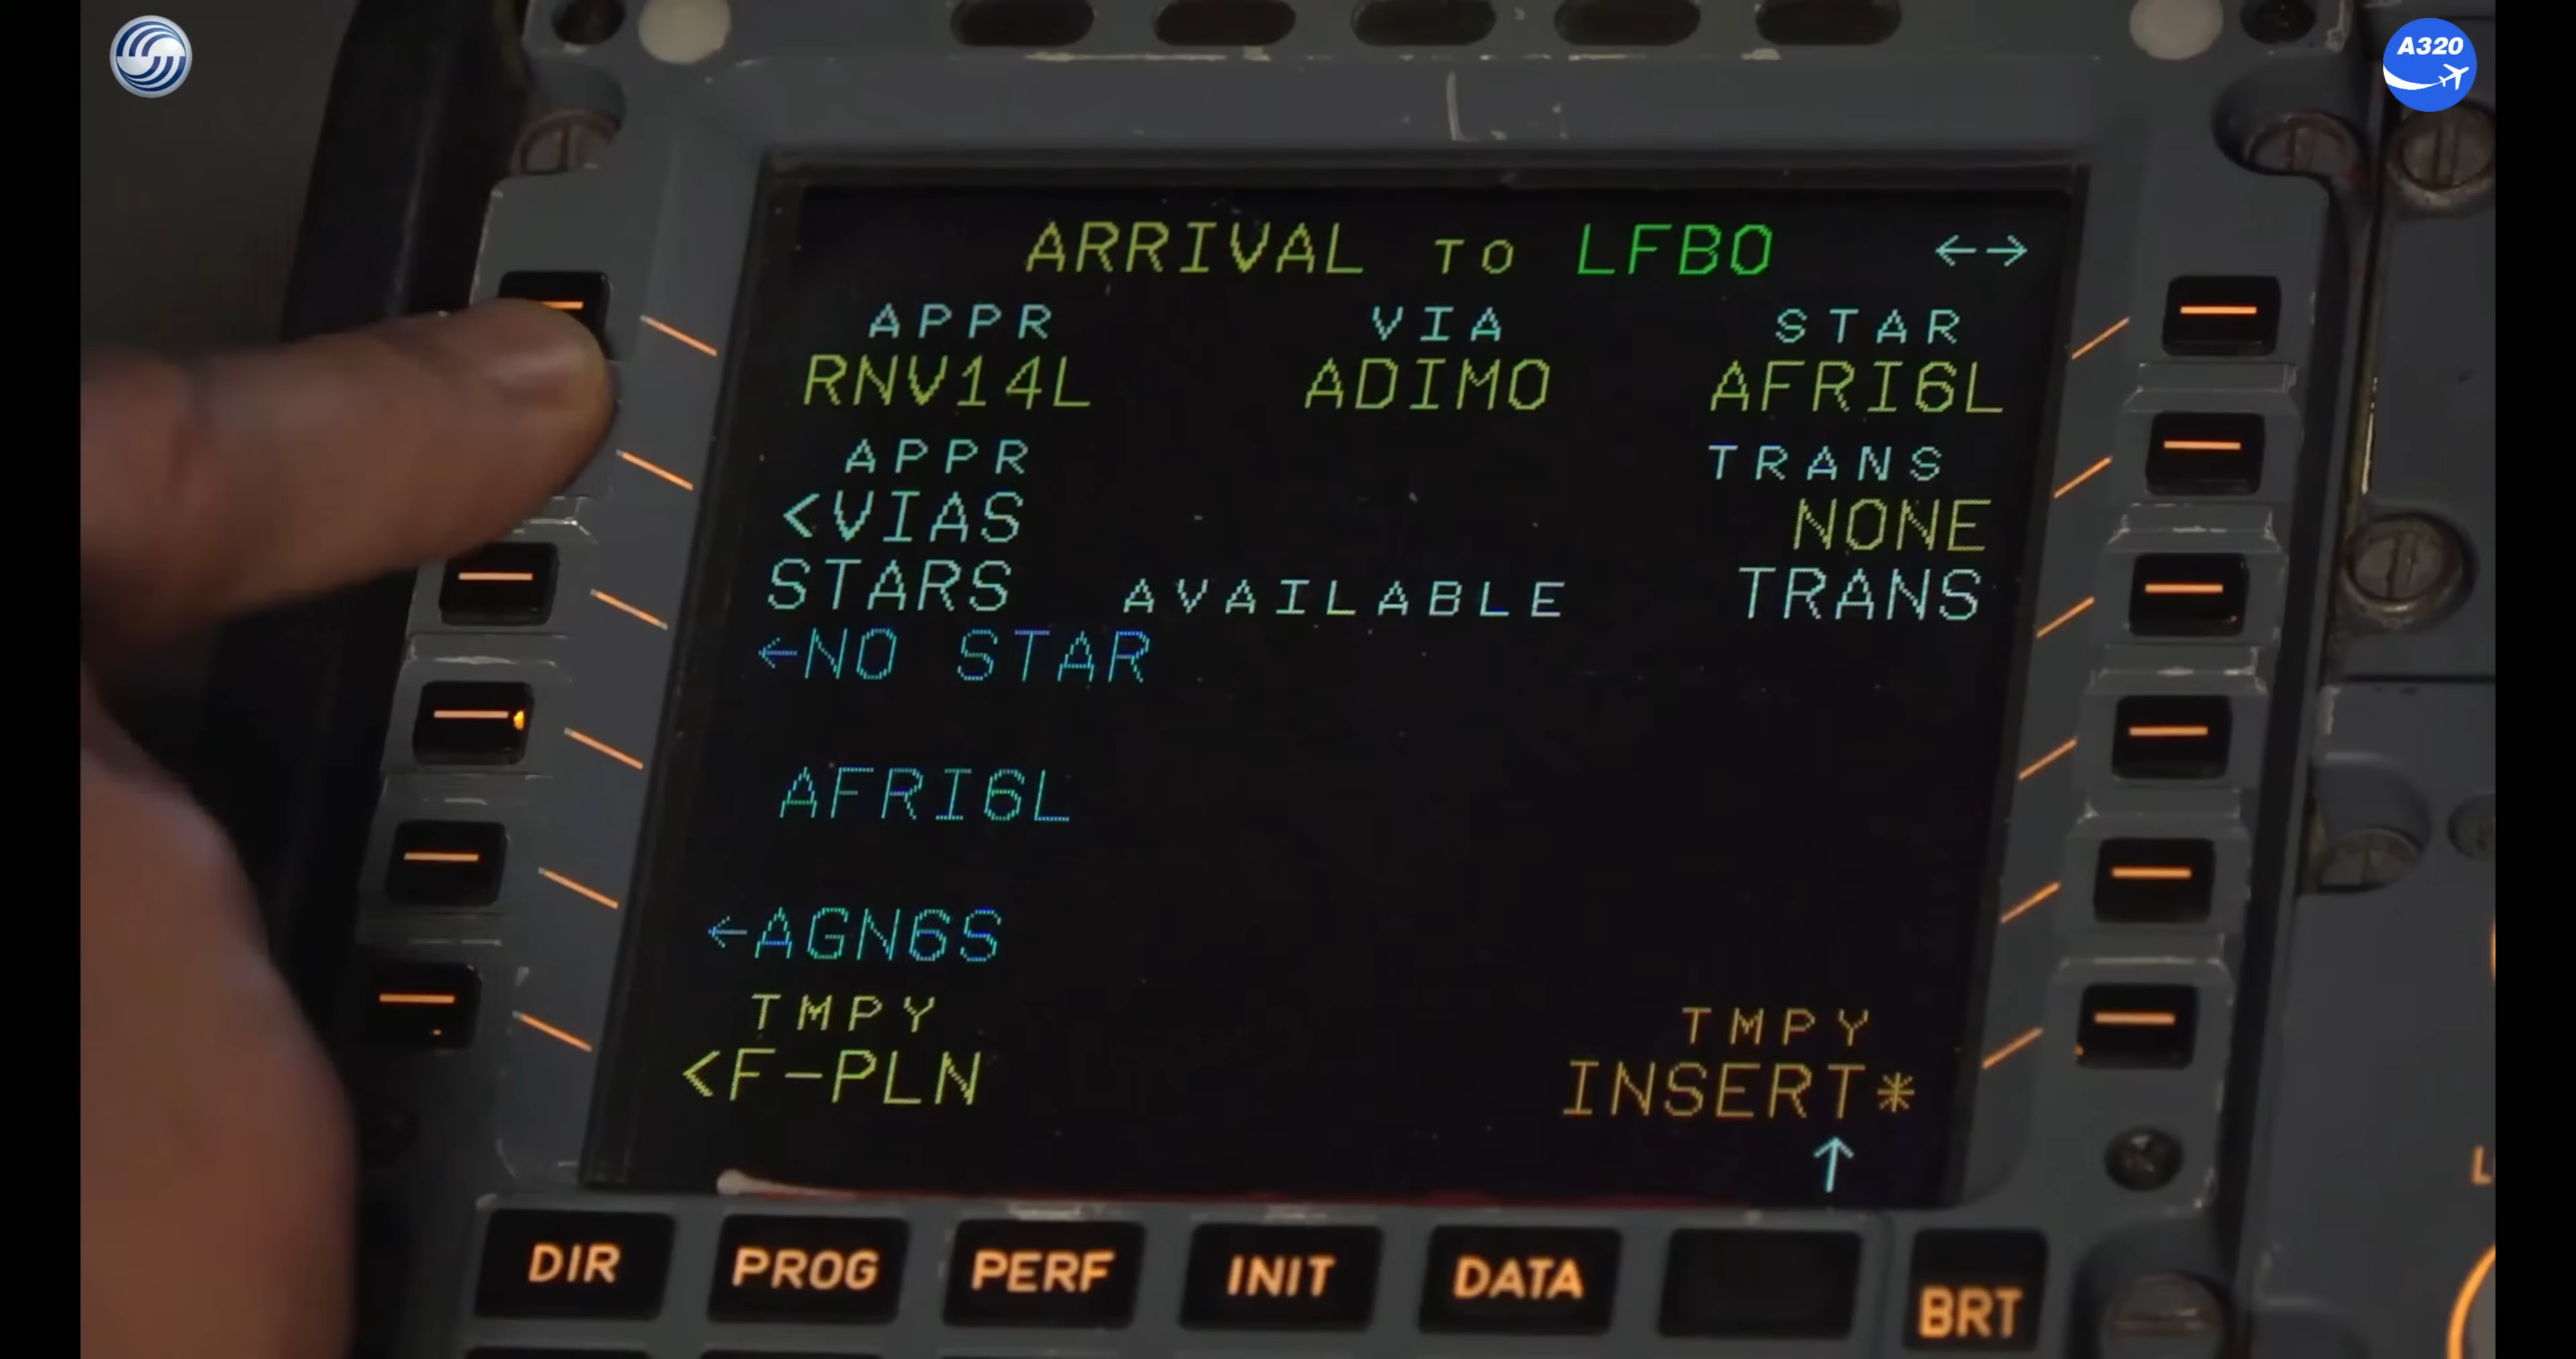 A320
ARRIVAL TO LFBO ←→
APPR VIA STAR
RNV14L ADIMO AFRI6L
APPR TRANS
<VIAS NONE
STARS AVAILABLE TRANS
←NO STAR
AFRI6L
←AGN6S
TMPY TMPY
<F-PLN INSERT*
↑
DIR PROG PERF INIT DATA BRT